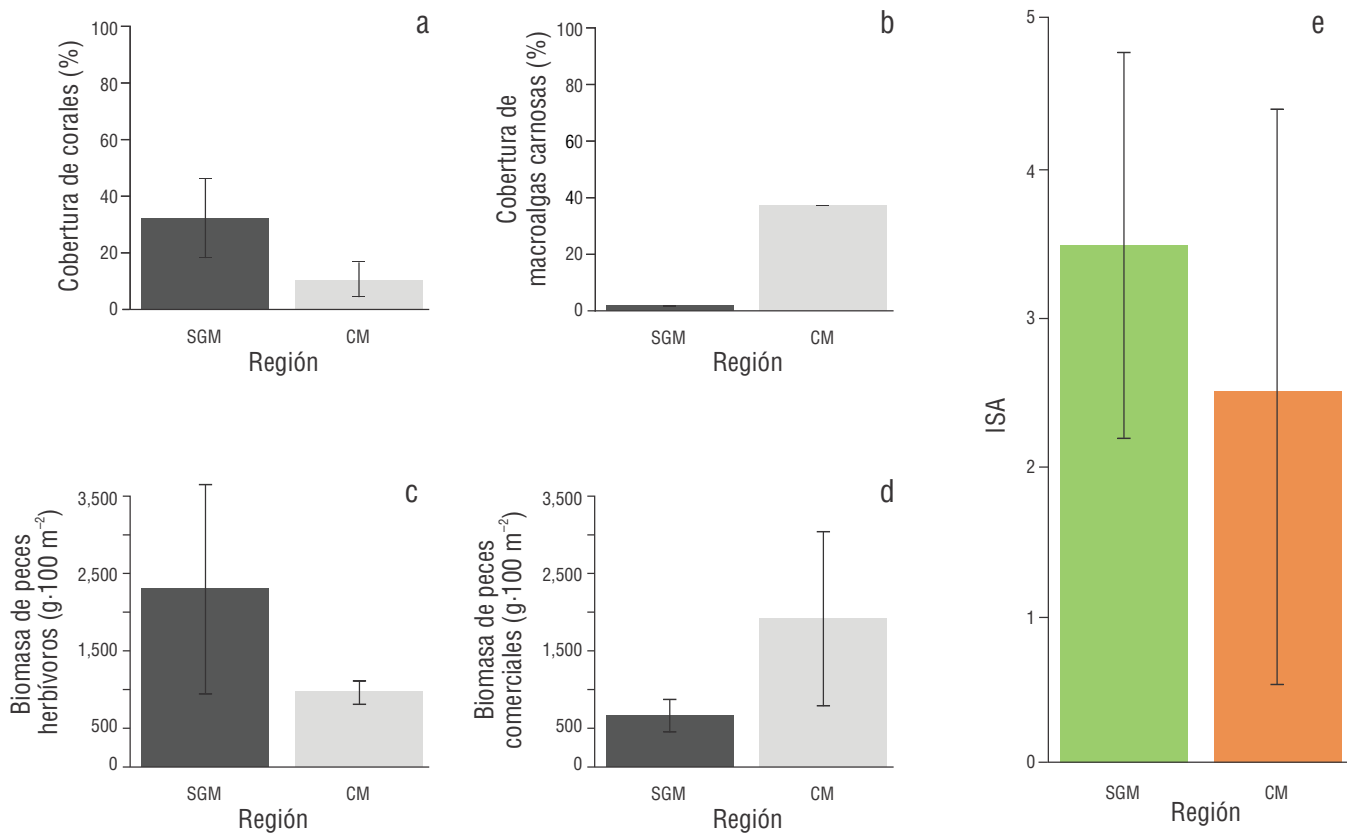 a
Cobertura de corales (%)
100
80
60
40
20
0
SGM CM
Región
b
Cobertura de
macroalgas carnosas (%)
100
80
60
40
20
0
SGM CM
Región
c
Biomasa de peces
herbívoros (g·100 m⁻²)
3,500
2,500
1,500
500
0
SGM CM
Región
d
Biomasa de peces
comerciales (g·100 m⁻²)
3,500
2,500
1,500
500
0
SGM CM
Región
e
ISA
5
4
3
2
1
0
SGM CM
Región